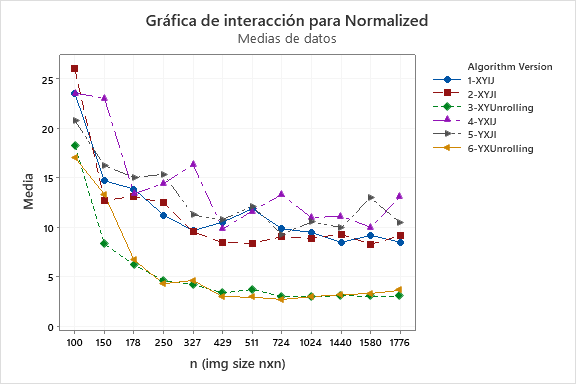 Gráfica de interacción para Normalized
Medias de datos
Media
25
20
15
10
5
0
100 150 178 250 327 429 511 724 1024 1440 1580 1776
n (img size nxn)
Algorithm Version
1-XYIJ
2-XYJI
3-XYUnrolling
4-YXIJ
5-YXJI
6-YXUnrolling